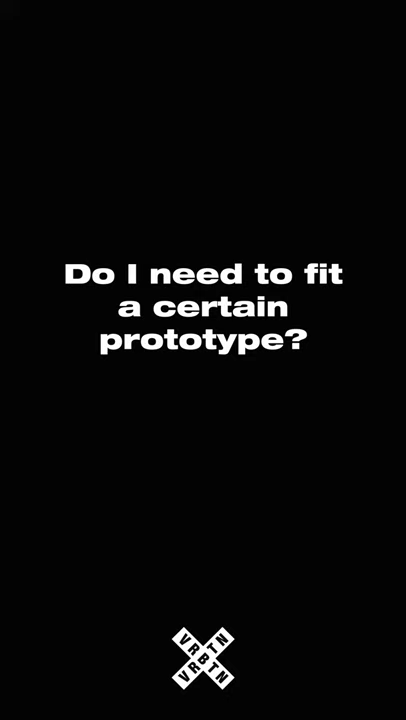 Do I need to fit
a certain
prototype?
VRBTN
VRBTN